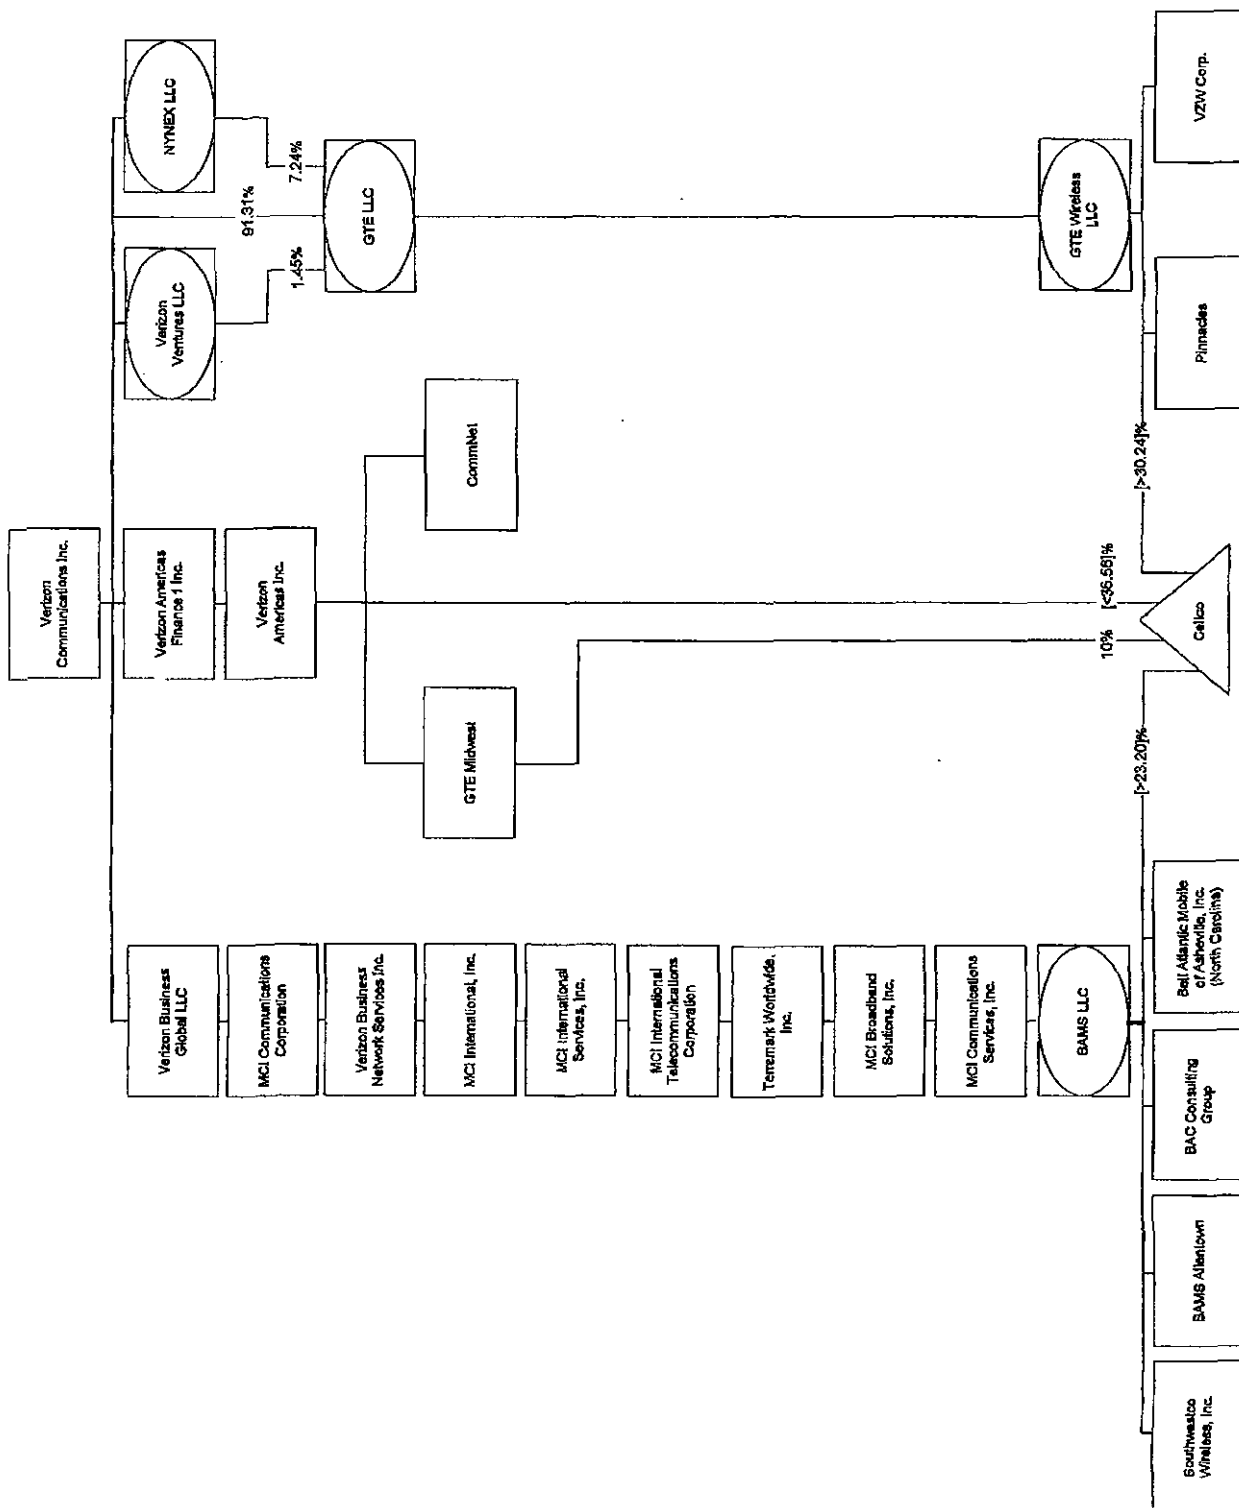 Verizon
Communications Inc.
Verizon Americas
Finance 1 Inc.
Verizon
Americas Inc.
Verizon
Ventures LLC
NYNEX LLC
1.45%
91.31%
7.24%
GTE LLC
Verizon Business
Global LLC
MCI Communications
Corporation
Verizon Business
Network Services Inc.
MCI International, Inc.
MCI International
Services, Inc.
MCI International
Telecommunications
Corporation
Terremark Worldwide,
Inc.
MCI Broadband
Solutions, Inc.
MCI Communications
Services, Inc.
BAMS LLC
GTE Midwest
CommNet
GTE Wireless
LLC
[>23.20]%
10%
[<36.56]%
[>30.24]%
Southwestco
Wireless, Inc.
BAMS Allentown
BAC Consulting
Group
Bell Atlantic Mobile
of Asheville, Inc.
(North Carolina)
Cellco
Pinnacles
VZW Corp.